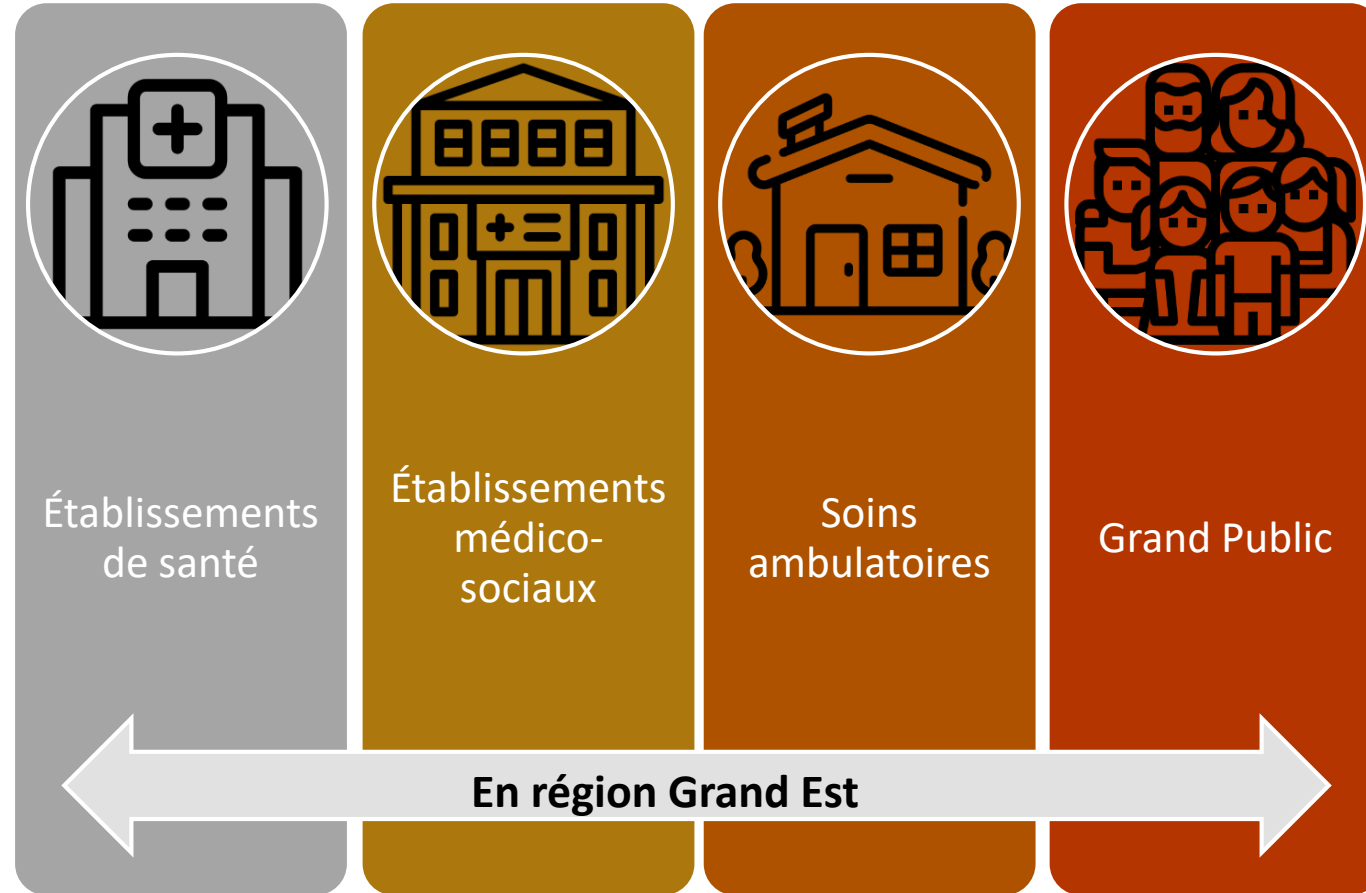 Établissements
de santé
Établissements
médico-
sociaux
Soins
ambulatoires
Grand Public
En région Grand Est